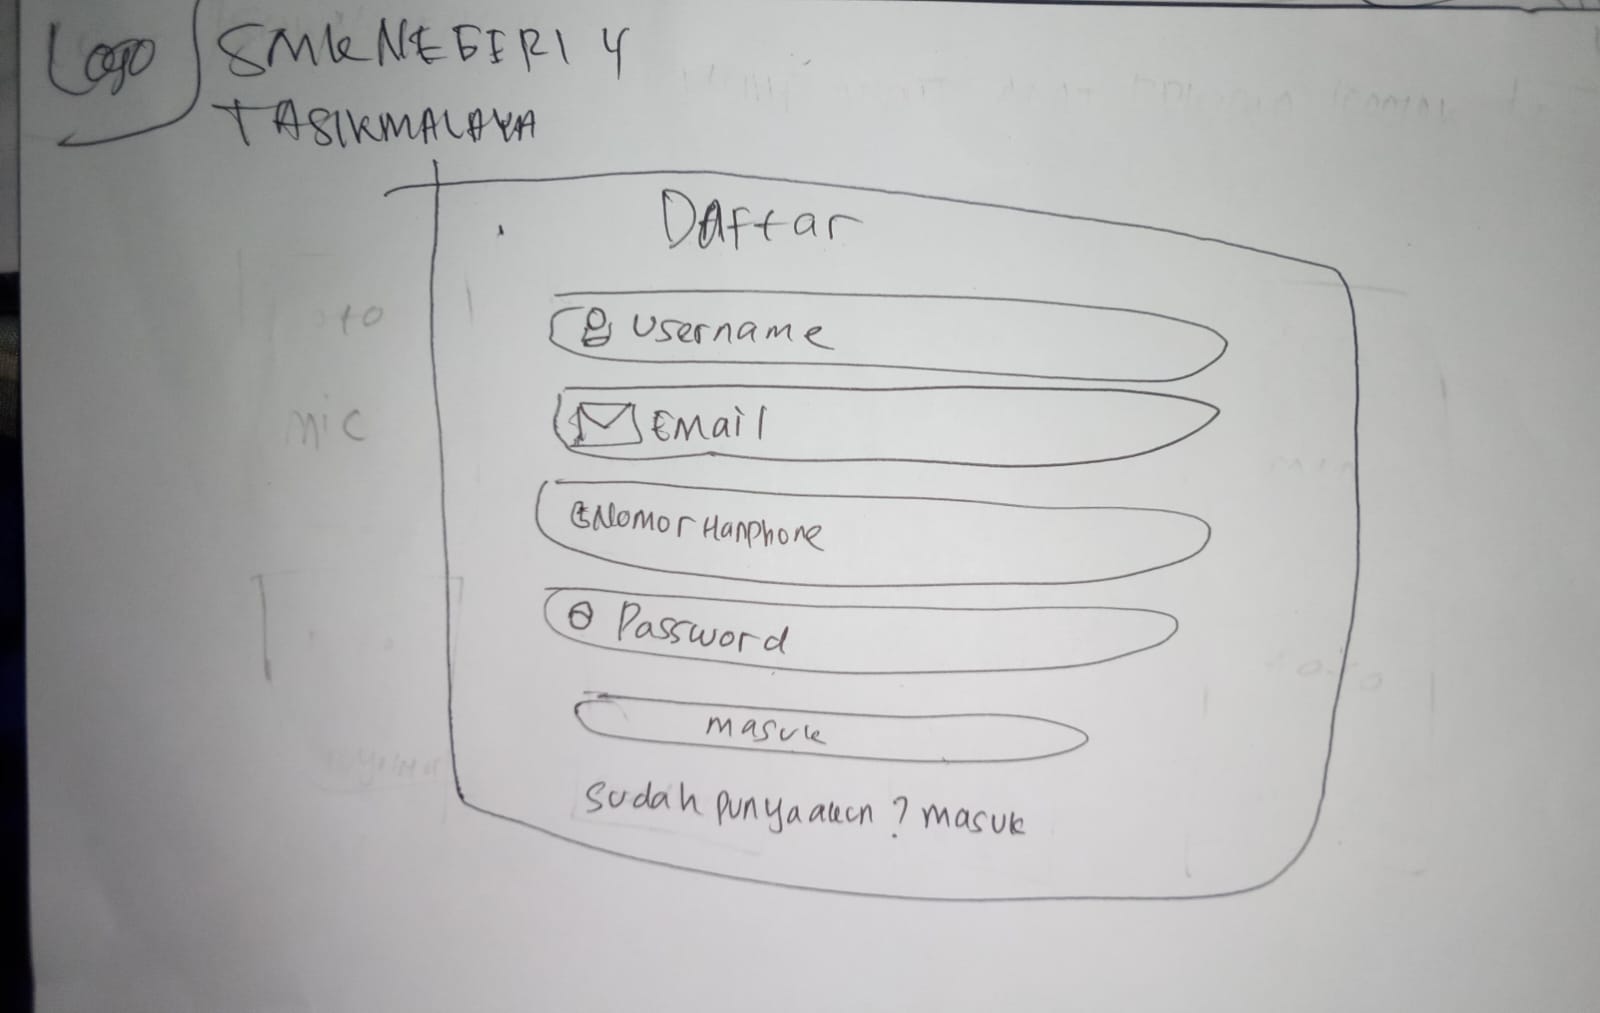 Logo SMK NEGERI 4
TASIKMALAYA
Daftar
Username
Email
Nomor Hanphone
Password
masuk
sudah punya akun ? masuk